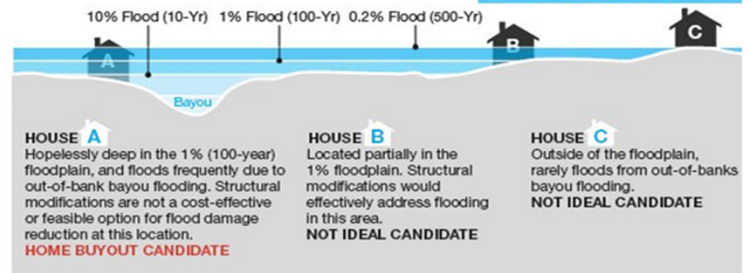 10% Flood (10-Yr) 1% Flood (100-Yr) 0.2% Flood (500-Yr)
A
B
C
Bayou
HOUSE A
Hopelessly deep in the 1% (100-year)
floodplain, and floods frequently due to
out-of-bank bayou flooding. Structural
modifications are not a cost-effective
or feasible option for flood damage
reduction at this location.
HOME BUYOUT CANDIDATE
HOUSE B
Located partially in the
1% floodplain. Structural
modifications would
effectively address flooding
in this area.
NOT IDEAL CANDIDATE
HOUSE C
Outside of the floodplain,
rarely floods from out-of-banks
bayou flooding.
NOT IDEAL CANDIDATE